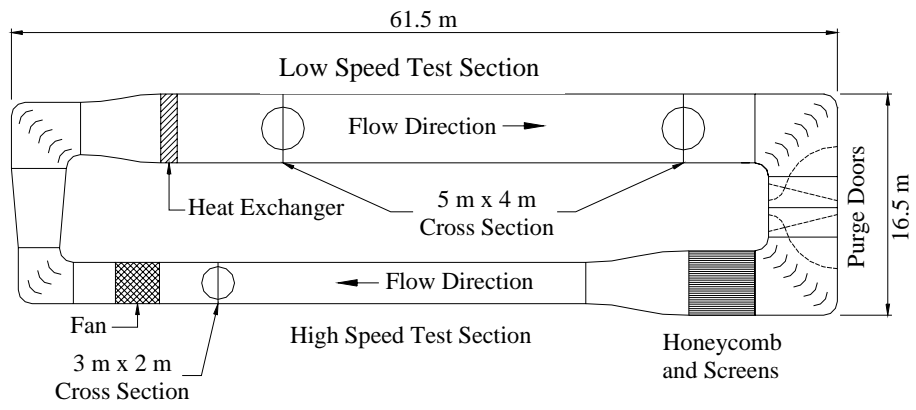 61.5 m
Low Speed Test Section
Flow Direction
Heat Exchanger
5 m x 4 m
Cross Section
Purge Doors
16.5 m
Flow Direction
Fan
High Speed Test Section
3 m x 2 m
Cross Section
Honeycomb
and Screens